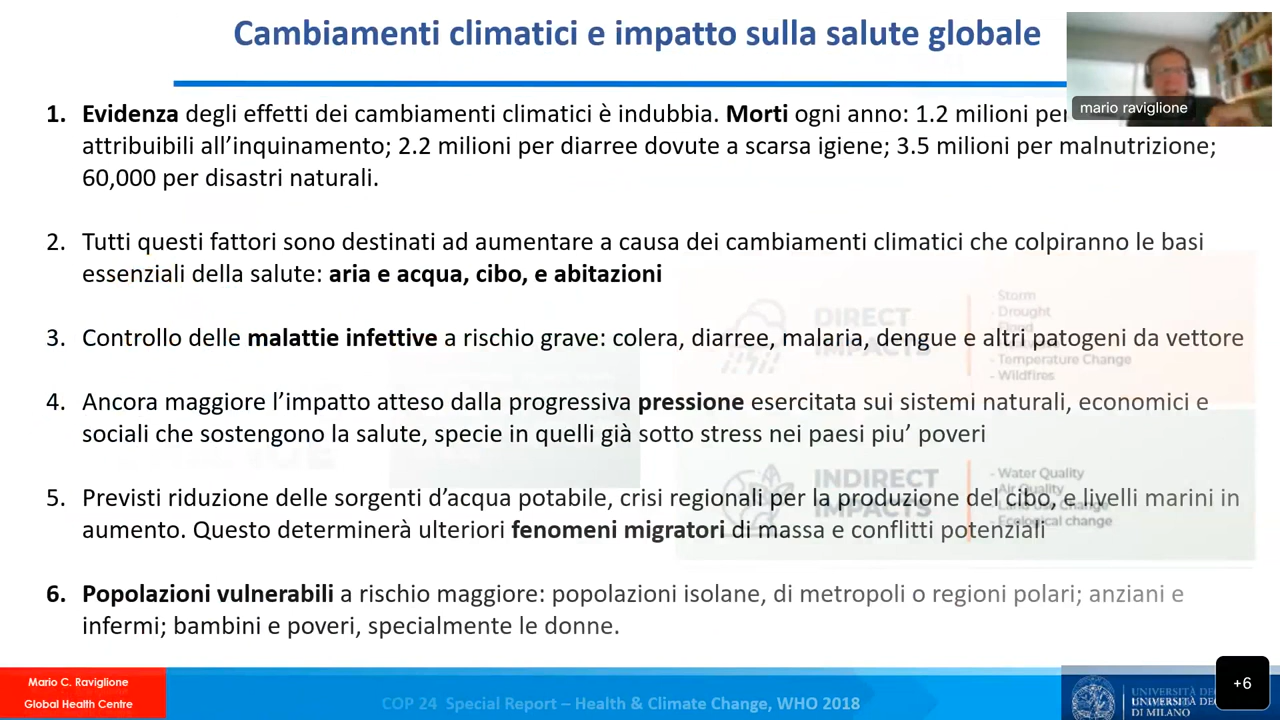 Cambiamenti climatici e impatto sulla salute globale
mario raviglione
1. Evidenza degli effetti dei cambiamenti climatici è indubbia. Morti ogni anno: 1.2 milioni per
attribuibili all’inquinamento; 2.2 milioni per diarree dovute a scarsa igiene; 3.5 milioni per malnutrizione;
60,000 per disastri naturali.
2. Tutti questi fattori sono destinati ad aumentare a causa dei cambiamenti climatici che colpiranno le basi
essenziali della salute: aria e acqua, cibo, e abitazioni
3. Controllo delle malattie infettive a rischio grave: colera, diarree, malaria, dengue e altri patogeni da vettore
4. Ancora maggiore l’impatto atteso dalla progressiva pressione esercitata sui sistemi naturali, economici e
sociali che sostengono la salute, specie in quelli già sotto stress nei paesi piu’ poveri
5. Previsti riduzione delle sorgenti d’acqua potabile, crisi regionali per la produzione del cibo, e livelli marini in
aumento. Questo determinerà ulteriori fenomeni migratori di massa e conflitti potenziali
6. Popolazioni vulnerabili a rischio maggiore: popolazioni isolane, di metropoli o regioni polari; anziani e
infermi; bambini e poveri, specialmente le donne.
DIRECT
IMPACTS
- Storm
- Drought
- Temperature Change
- Wildfires
INDIRECT
IMPACTS
- Water Quality
- Air Quality
- Ecological change
Mario C. Raviglione
Global Health Centre
COP 24 Special Report – Health & Climate Change, WHO 2018
UNIVERSITÀ DE
DI MILANO
+6